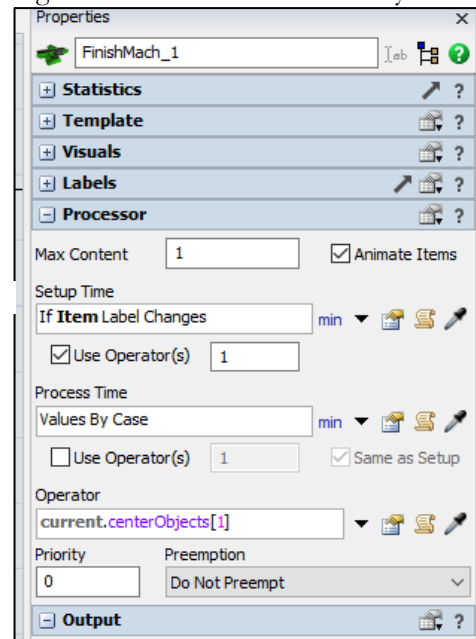 Properties ×
FinishMach_1
+ Statistics ?
+ Template ?
+ Visuals ?
+ Labels ?
- Processor ?
Max Content 1 Animate Items
Setup Time
If Item Label Changes min
Use Operator(s) 1
Process Time
Values By Case min
Use Operator(s) 1 Same as Setup
Operator
current.centerObjects[1]
Priority Preemption
0 Do Not Preempt
- Output ?